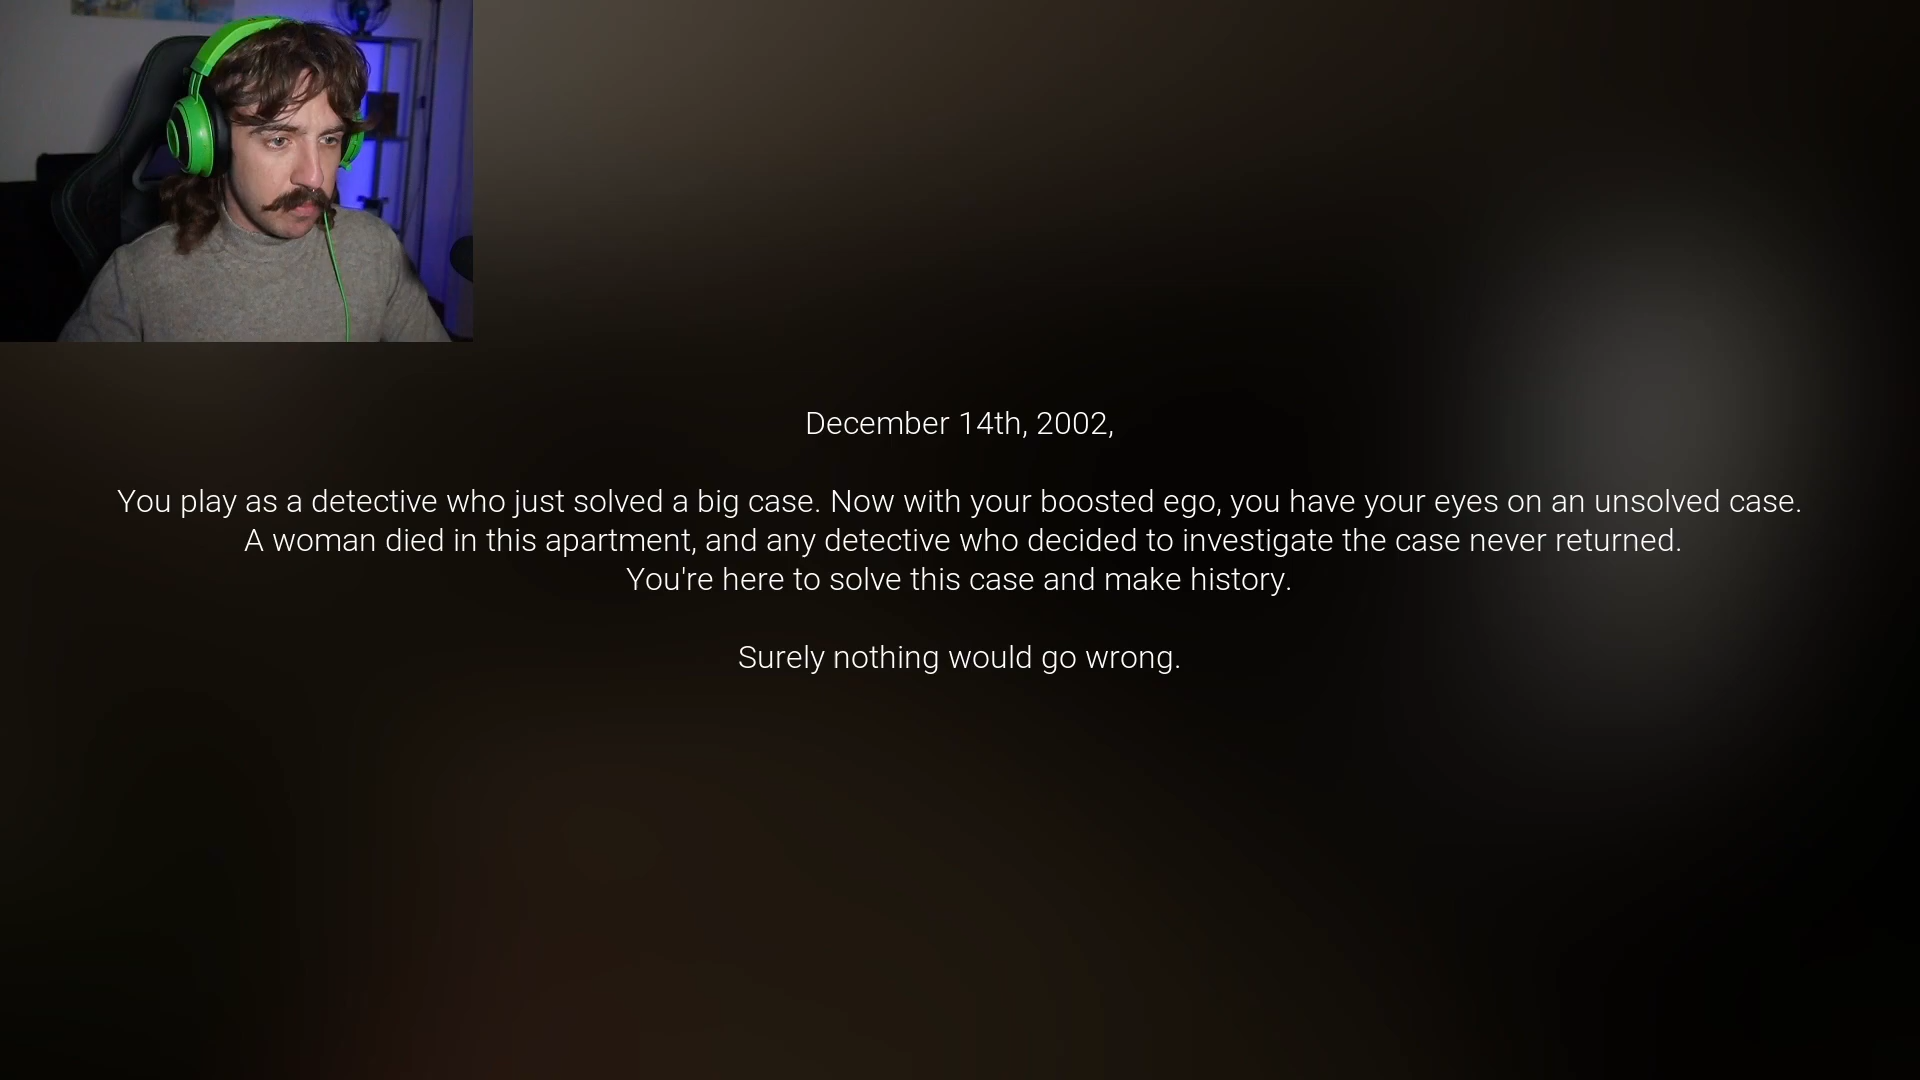 December 14th, 2002,
You play as a detective who just solved a big case. Now with your boosted ego, you have your eyes on an unsolved case.
A woman died in this apartment, and any detective who decided to investigate the case never returned.
You're here to solve this case and make history.
Surely nothing would go wrong.